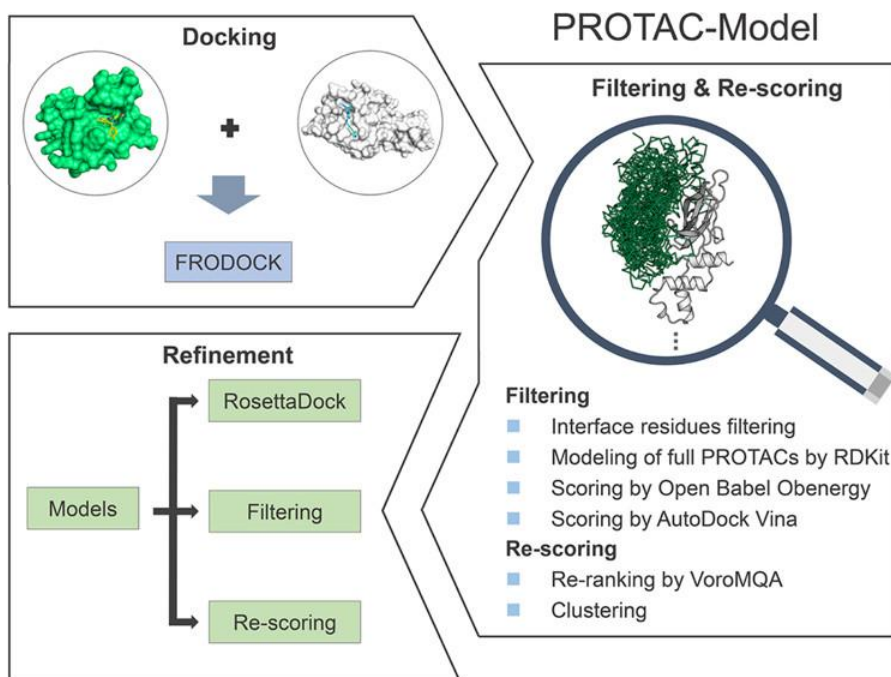 PROTAC-Model
Docking
FRODOCK
Filtering & Re-scoring
Filtering
Interface residues filtering
Modeling of full PROTACs by RDKit
Scoring by Open Babel Obenergy
Scoring by AutoDock Vina
Re-scoring
Re-ranking by VoroMQA
Clustering
Refinement
Models
RosettaDock
Filtering
Re-scoring